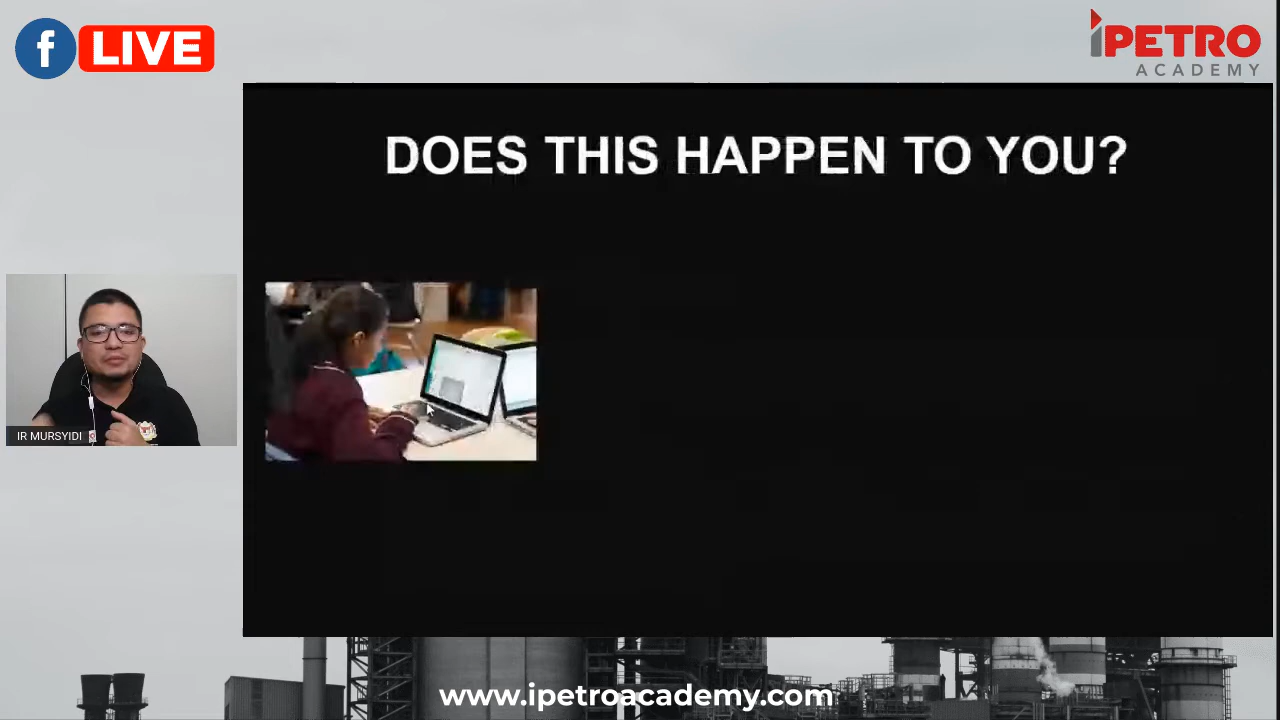 f LIVE
iPETRO
ACADEMY
DOES THIS HAPPEN TO YOU?
IR MURSYIDI
www.ipetroacademy.com